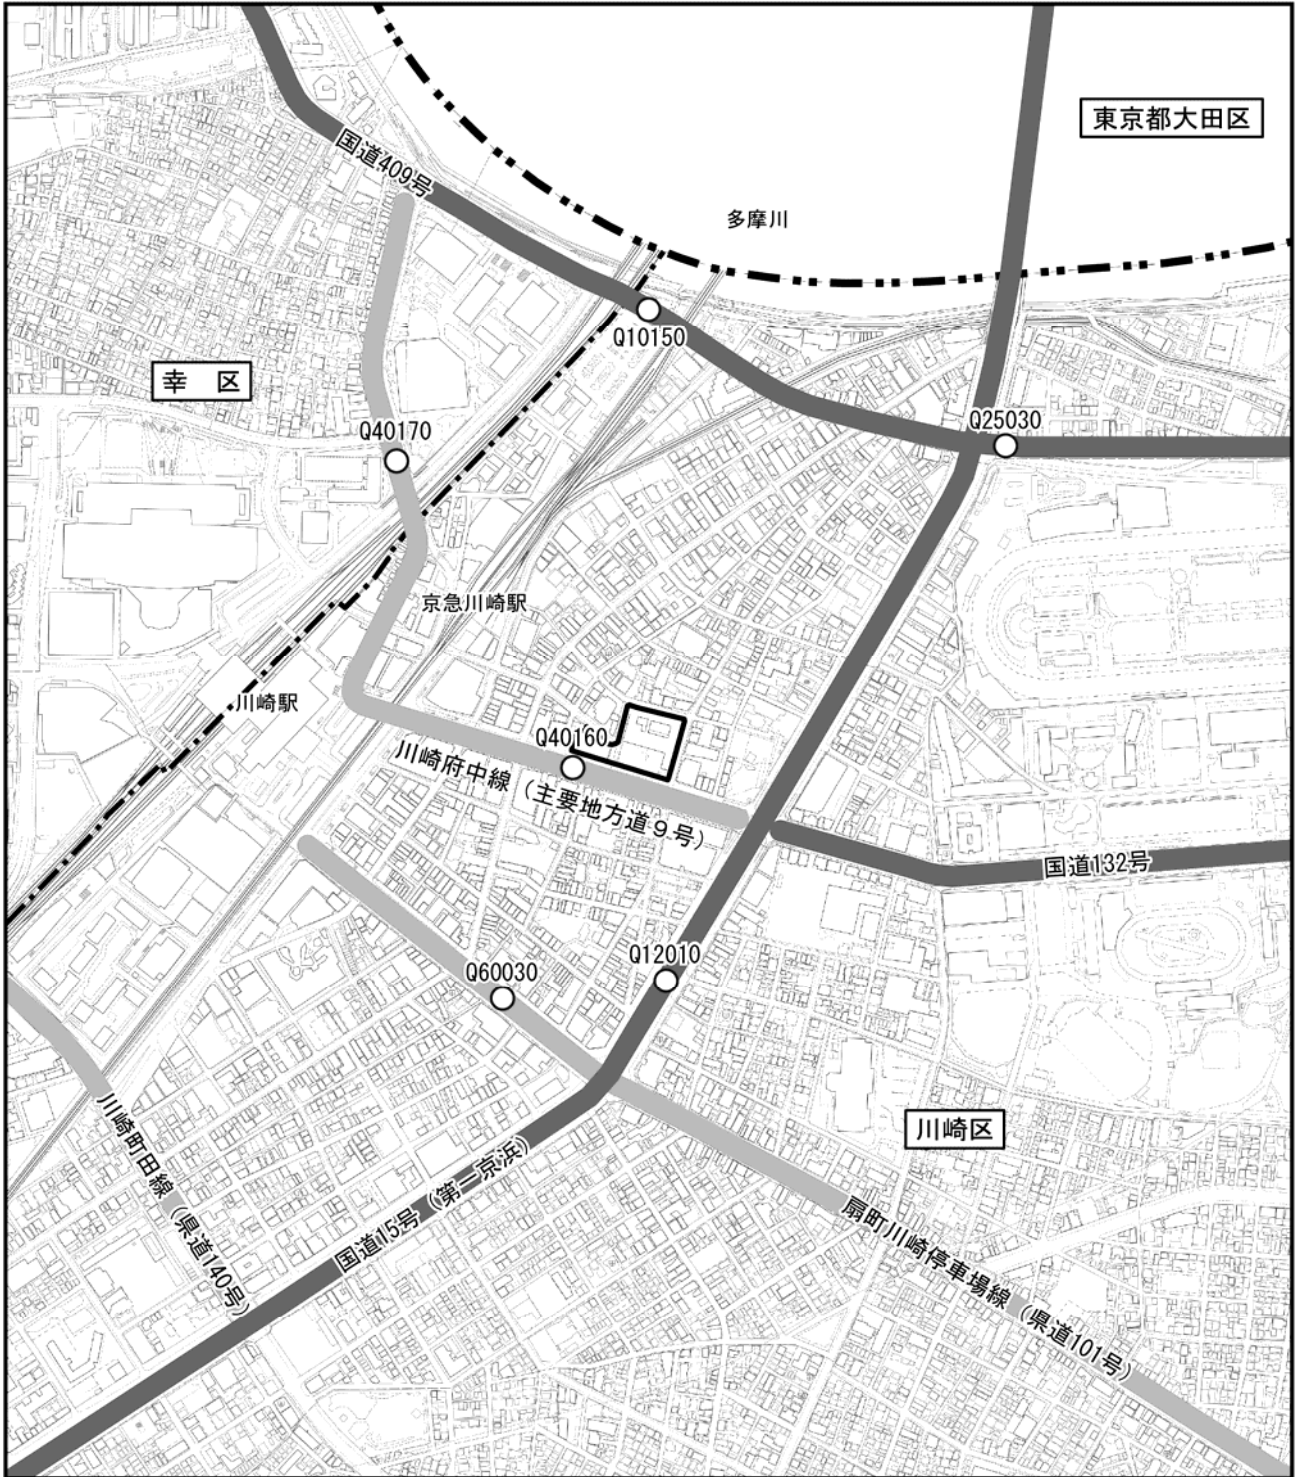 東京都大田区
国道409号
多摩川
Q10150
幸 区
Q25030
Q40170
京急川崎駅
川崎駅
Q40160
川崎府中線（主要地方道９号）
国道132号
Q12010
Q60030
川崎区
川崎町田線（県道140号）
国道15号（第一京浜）
扇町川崎停車場線（県道101号）